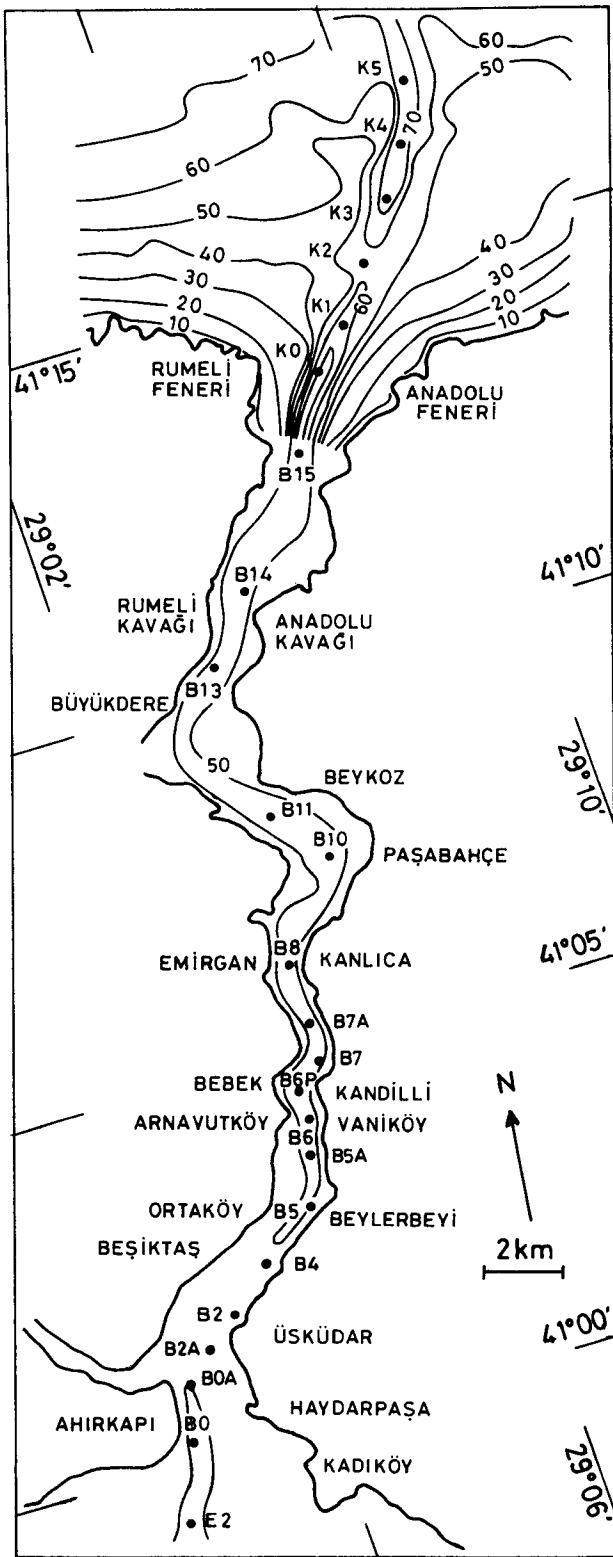 60
50
70
K5
K4
70
60
50
K3
K2
40
40
30
30
20
20
10
10
K1
60
K0
41°15'
RUMELİ
FENERİ
ANADOLU
FENERİ
B15
29°02'
41°10'
B14
RUMELİ
KAVAĞI
ANADOLU
KAVAĞI
B13
BÜYÜKDERE
50
BEYKOZ
29°10'
B11
B10
PAŞABAHÇE
41°05'
B8
EMİRGAN
KANLICA
B7A
B7
BEBEK
B6P
KANDİLLİ
N
ARNAVUTKÖY
VANİKÖY
B6
B5A
ORTAKÖY
B5
BEYLERBEYİ
BEŞİKTAŞ
B4
2km
B2
ÜSKÜDAR
41°00'
B2A
B0A
HAYDARPAŞA
AHIRKAPI
B0
KADIKÖY
29°06'
E2